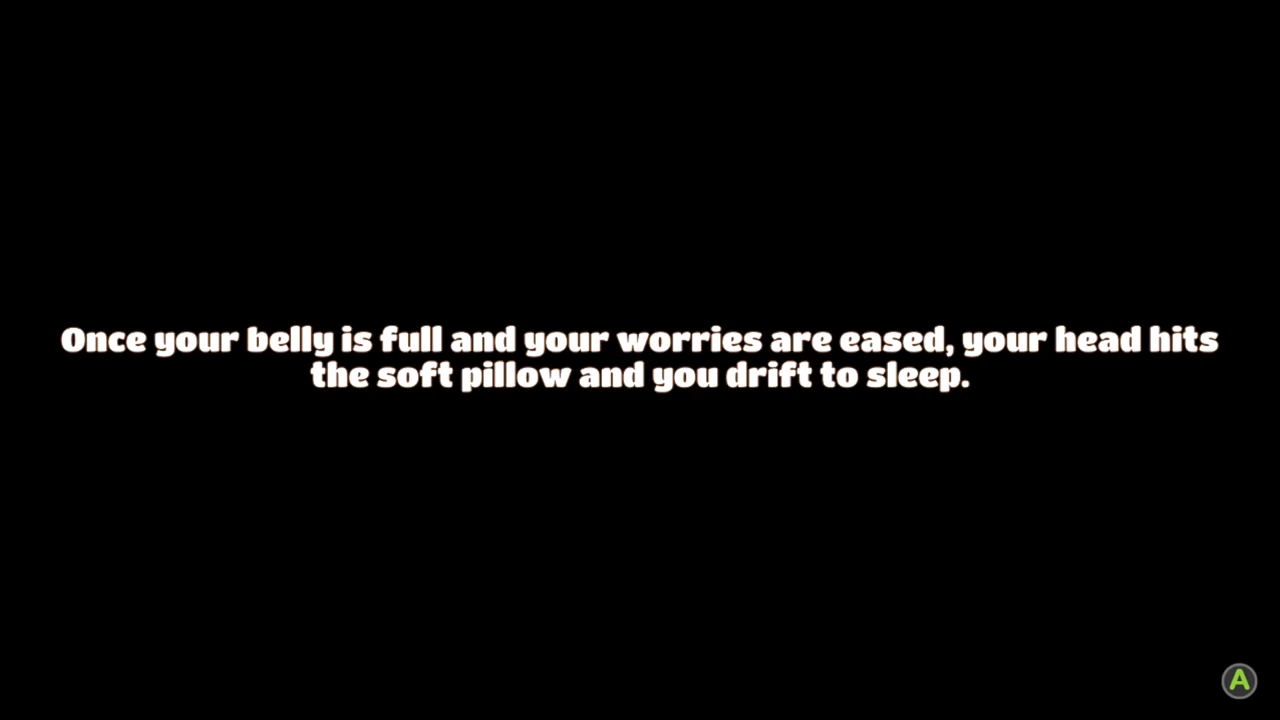 Once your belly is full and your worries are eased, your head hits
the soft pillow and you drift to sleep.
A